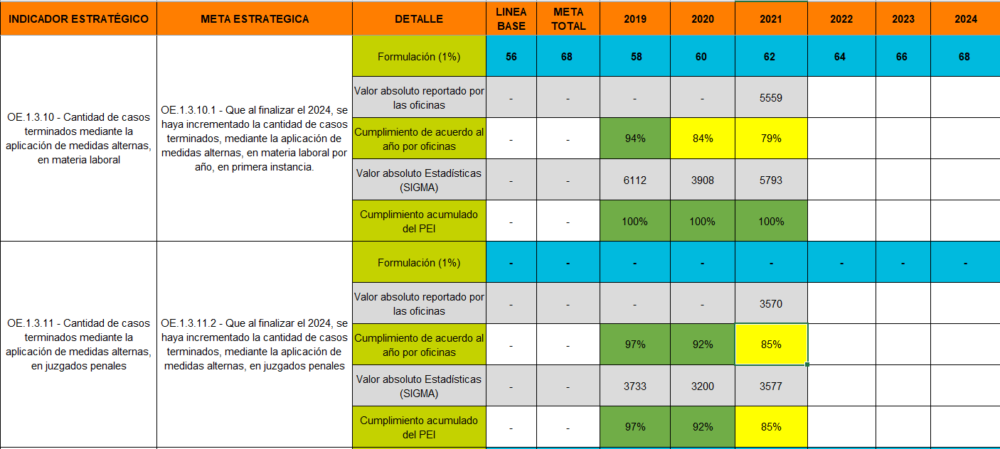 INDICADOR ESTRATÉGICO META ESTRATEGICA DETALLE LINEA BASE META TOTAL 2019 2020 2021 2022 2023 2024
OE.1.3.10 - Cantidad de casos
terminados mediante la
aplicación de medidas alternas,
en materia laboral
OE.1.3.10.1 - Que al finalizar el 2024, se
haya incrementado la cantidad de casos
terminados, mediante la aplicación de
medidas alternas, en materia laboral por
año, en primera instancia.
Formulación (1%) 56 68 58 60 62 64 66 68
Valor absoluto reportado por
las oficinas - - - - 5559
Cumplimiento de acuerdo al
año por oficinas - - 94% 84% 79%
Valor absoluto Estadísticas
(SIGMA) - - 6112 3908 5793
Cumplimiento acumulado
del PEI - - 100% 100% 100%
OE.1.3.11 - Cantidad de casos
terminados mediante la
aplicación de medidas alternas,
en juzgados penales
OE.1.3.11.2 - Que al finalizar el 2024, se
haya incrementado la cantidad de casos
terminados, mediante la aplicación de
medidas alternas, en juzgados penales
Formulación (1%) - - - - - - - -
Valor absoluto reportado por
las oficinas - - - - 3570
Cumplimiento de acuerdo al
año por oficinas - - 97% 92% 85%
Valor absoluto Estadísticas
(SIGMA) - - 3733 3200 3577
Cumplimiento acumulado
del PEI - - 97% 92% 85%